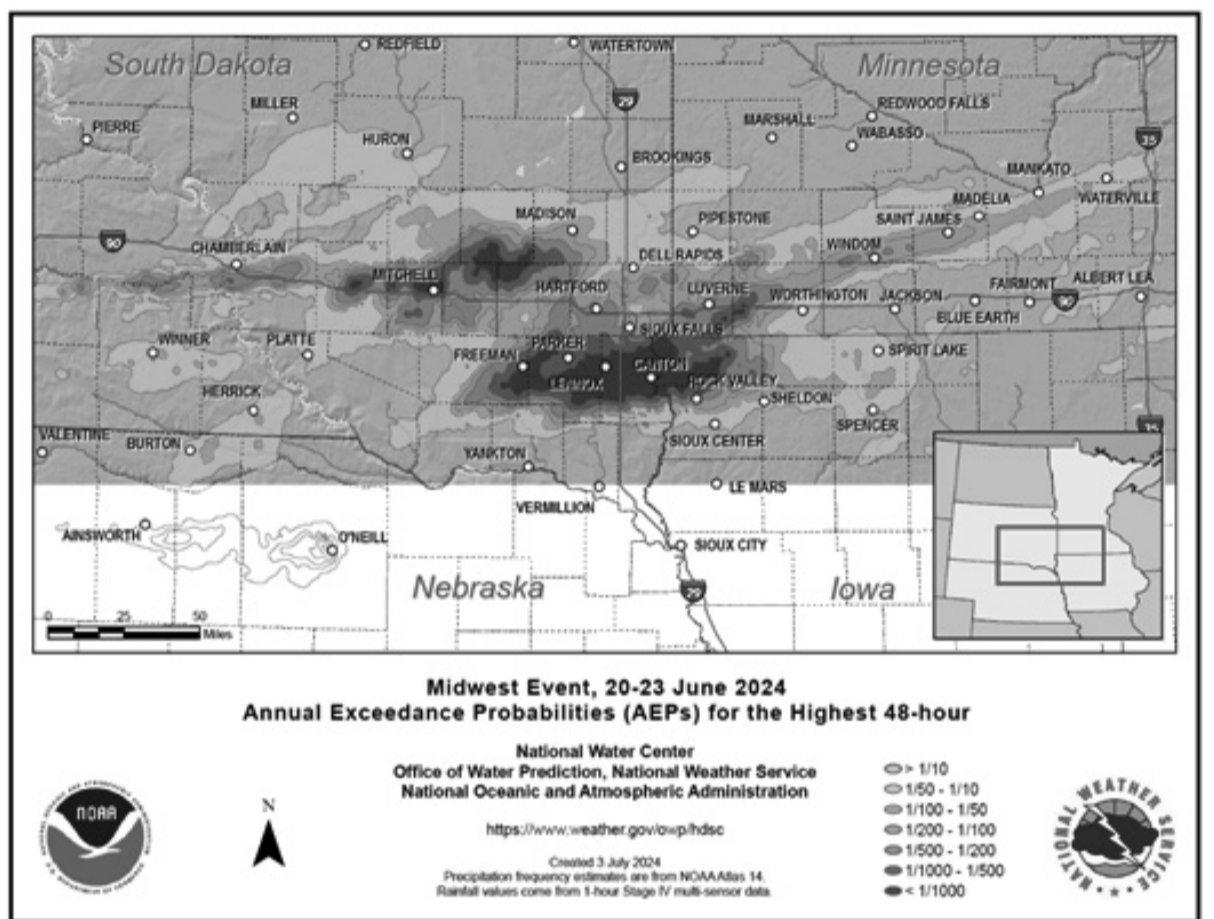 REDFIELD
WATERTOWN
South Dakota
Minnesota
29
MILLER
REDWOOD FALLS
PIERRE
MARSHALL
WABASSO
35
HURON
BROOKINGS
MANKATO
MADELIA
WATERVILLE
MADISON
PIPESTONE
SAINT JAMES
90
CHAMBERLAIN
WINDOM
DELL RAPIDS
MITCHELL
HARTFORD
LUVERNE
WORTHINGTON
JACKSON
FAIRMONT
ALBERT LEA
90
BLUE EARTH
SIOUX FALLS
WINNER
PLATTE
FREEMAN
PARKER
SPIRIT LAKE
LENNOX
CANTON
ROCK VALLEY
HERRICK
SHELDON
SPENCER
35
VALENTINE
BURTON
SIOUX CENTER
YANKTON
LE MARS
VERMILLION
AINSWORTH
O'NEILL
SIOUX CITY
Nebraska
29
Iowa
0 25 50
Miles
Midwest Event, 20-23 June 2024
Annual Exceedance Probabilities (AEPs) for the Highest 48-hour
National Water Center
Office of Water Prediction, National Weather Service
National Oceanic and Atmospheric Administration
https://www.weather.gov/owp/hdsc
Created 3 July 2024
Precipitation frequency estimates are from NOAA Atlas 14.
Rainfall values come from 1-hour Stage IV multi-sensor data.
N
NOAA
> 1/10
1/50 - 1/10
1/100 - 1/50
1/200 - 1/100
1/500 - 1/200
1/1000 - 1/500
< 1/1000
NATIONAL WEATHER SERVICE